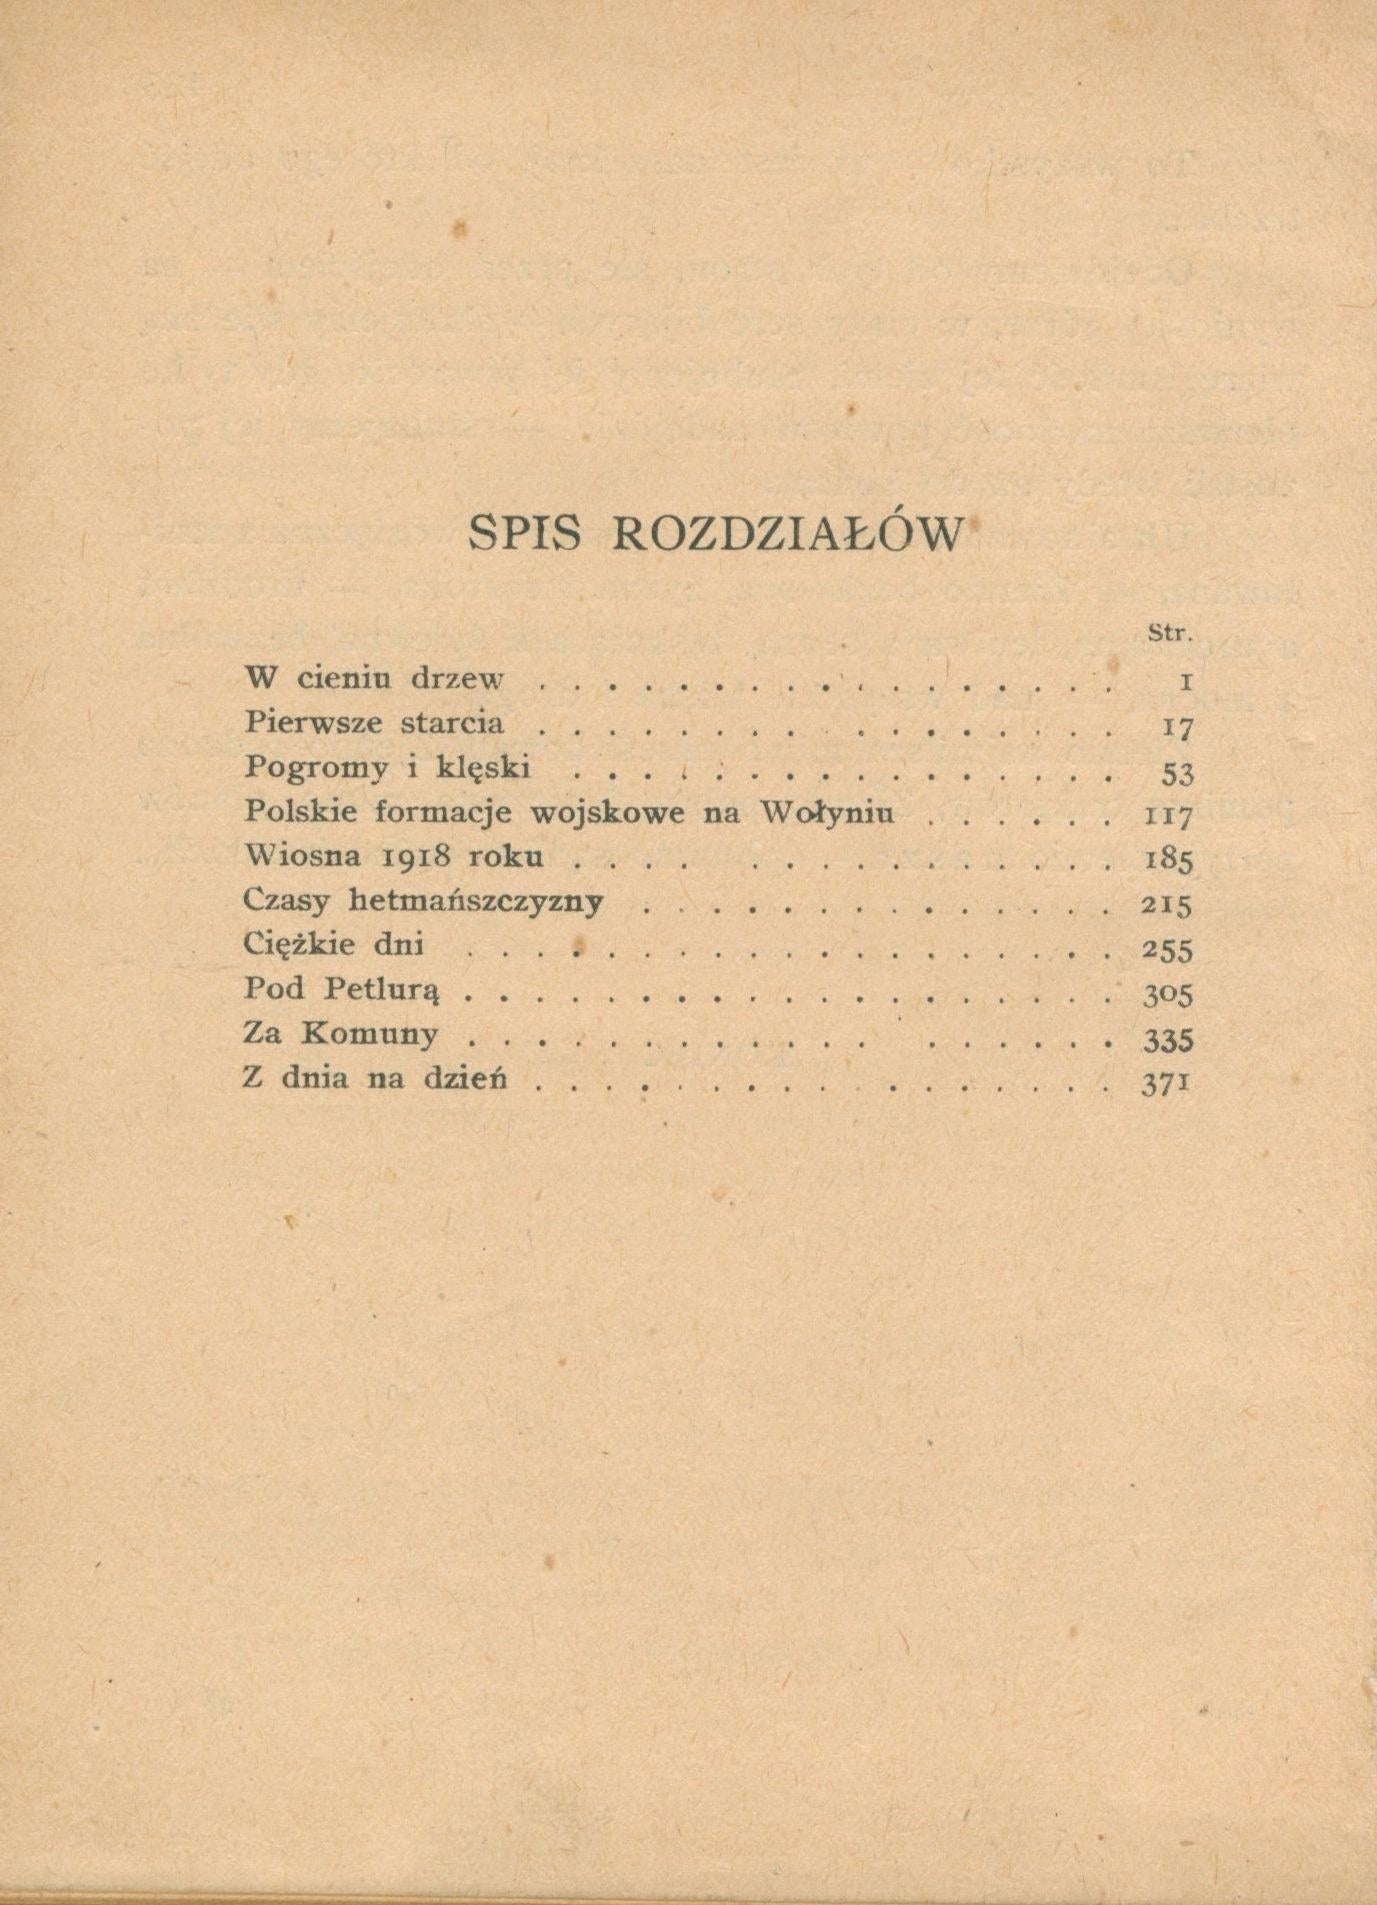 SPIS ROZDZIAŁÓW
Str.
W cieniu drzew . . . . . . . . . . . . . . . . . 1
Pierwsze starcia . . . . . . . . . . . . . . . . 17
Pogromy i klęski . . . . . . . . . . . . . . . . 53
Polskie formacje wojskowe na Wołyniu . . . . . . 117
Wiosna 1918 roku . . . . . . . . . . . . . . . 185
Czasy hetmańszczyzny . . . . . . . . . . . . . . 215
Ciężkie dni . . . . . . . . . . . . . . . . . . . 255
Pod Petlurą . . . . . . . . . . . . . . . . . . . 305
Za Komuny . . . . . . . . . . . . . . . . . . 335
Z dnia na dzień . . . . . . . . . . . . . . . . 371